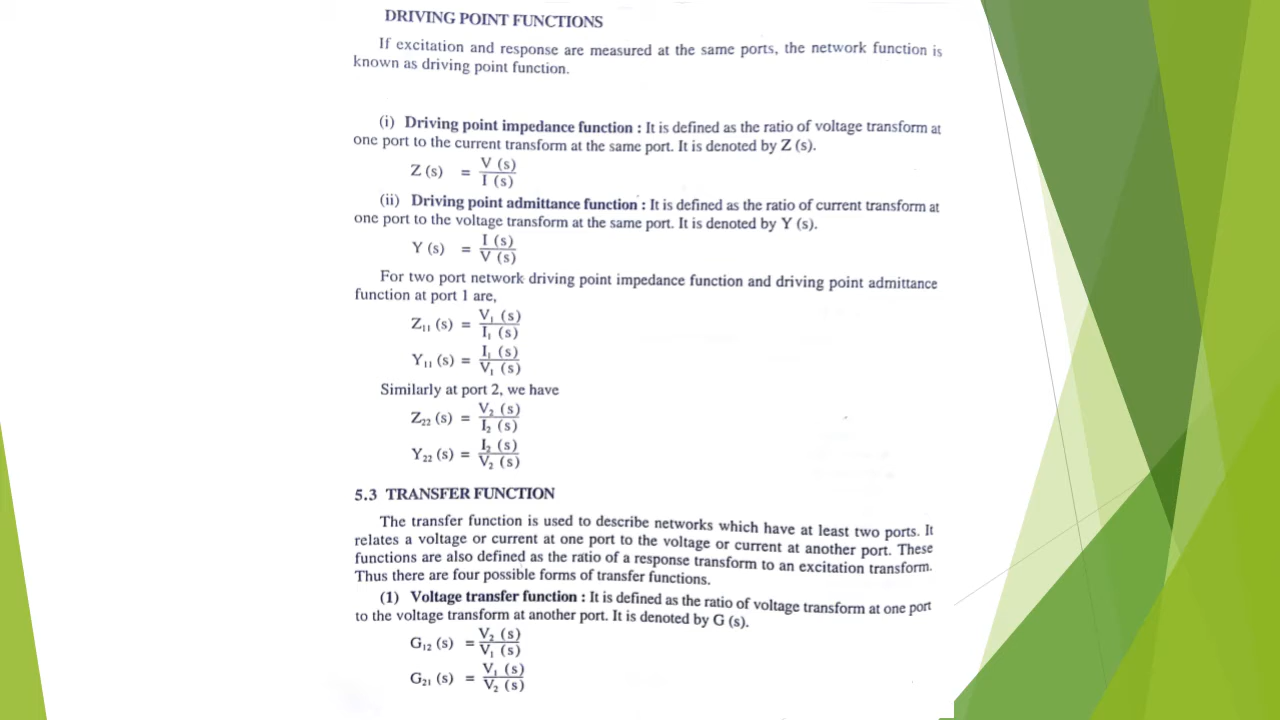 DRIVING POINT FUNCTIONS
If excitation and response are measured at the same ports, the network function is
known as driving point function.
(i) Driving point impedance function : It is defined as the ratio of voltage transform at
one port to the current transform at the same port. It is denoted by Z (s).
Z (s) = V (s) / I (s)
(ii) Driving point admittance function : It is defined as the ratio of current transform at
one port to the voltage transform at the same port. It is denoted by Y (s).
Y (s) = I (s) / V (s)
For two port network driving point impedance function and driving point admittance
function at port 1 are,
Z₁₁ (s) = V₁ (s) / I₁ (s)
Y₁₁ (s) = I₁ (s) / V₁ (s)
Similarly at port 2, we have
Z₂₂ (s) = V₂ (s) / I₂ (s)
Y₂₂ (s) = I₂ (s) / V₂ (s)
5.3 TRANSFER FUNCTION
The transfer function is used to describe networks which have at least two ports. It
relates a voltage or current at one port to the voltage or current at another port. These
functions are also defined as the ratio of a response transform to an excitation transform.
Thus there are four possible forms of transfer functions.
(1) Voltage transfer function : It is defined as the ratio of voltage transform at one port
to the voltage transform at another port. It is denoted by G (s).
G₁₂ (s) = V₂ (s) / V₁ (s)
G₂₁ (s) = V₁ (s) / V₂ (s)